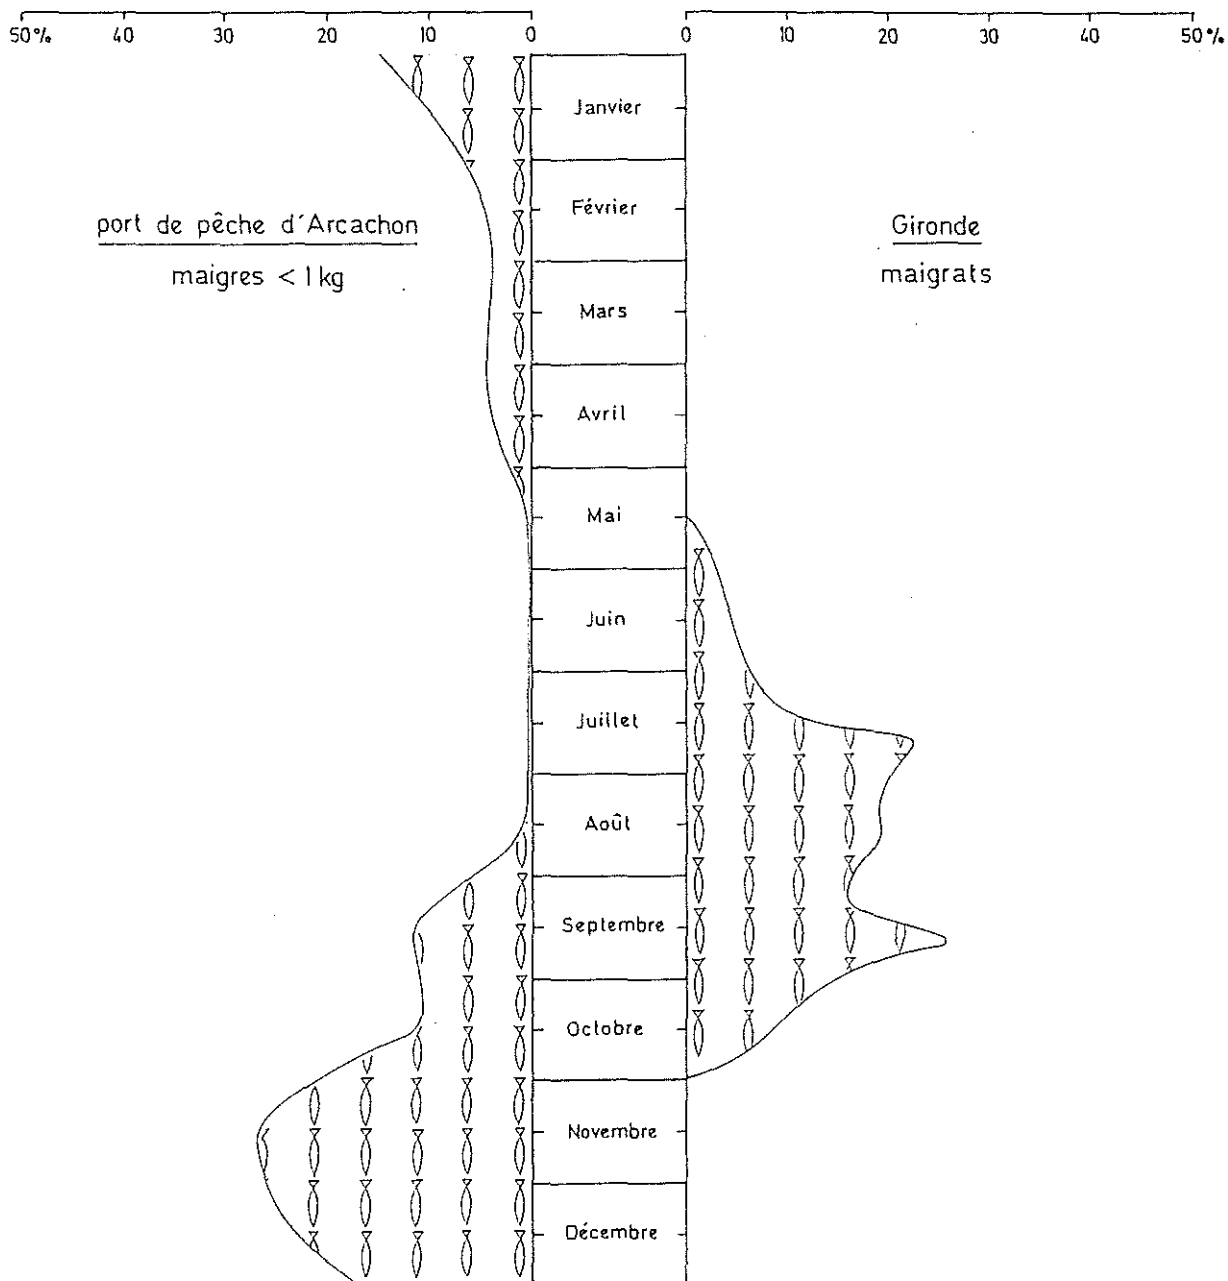 50% 40 30 20 10 0 0 10 20 30 40 50%
port de pêche d'Arcachon
maigres < 1 kg
Gironde
maigrats
Janvier
Février
Mars
Avril
Mai
Juin
Juillet
Août
Septembre
Octobre
Novembre
Décembre